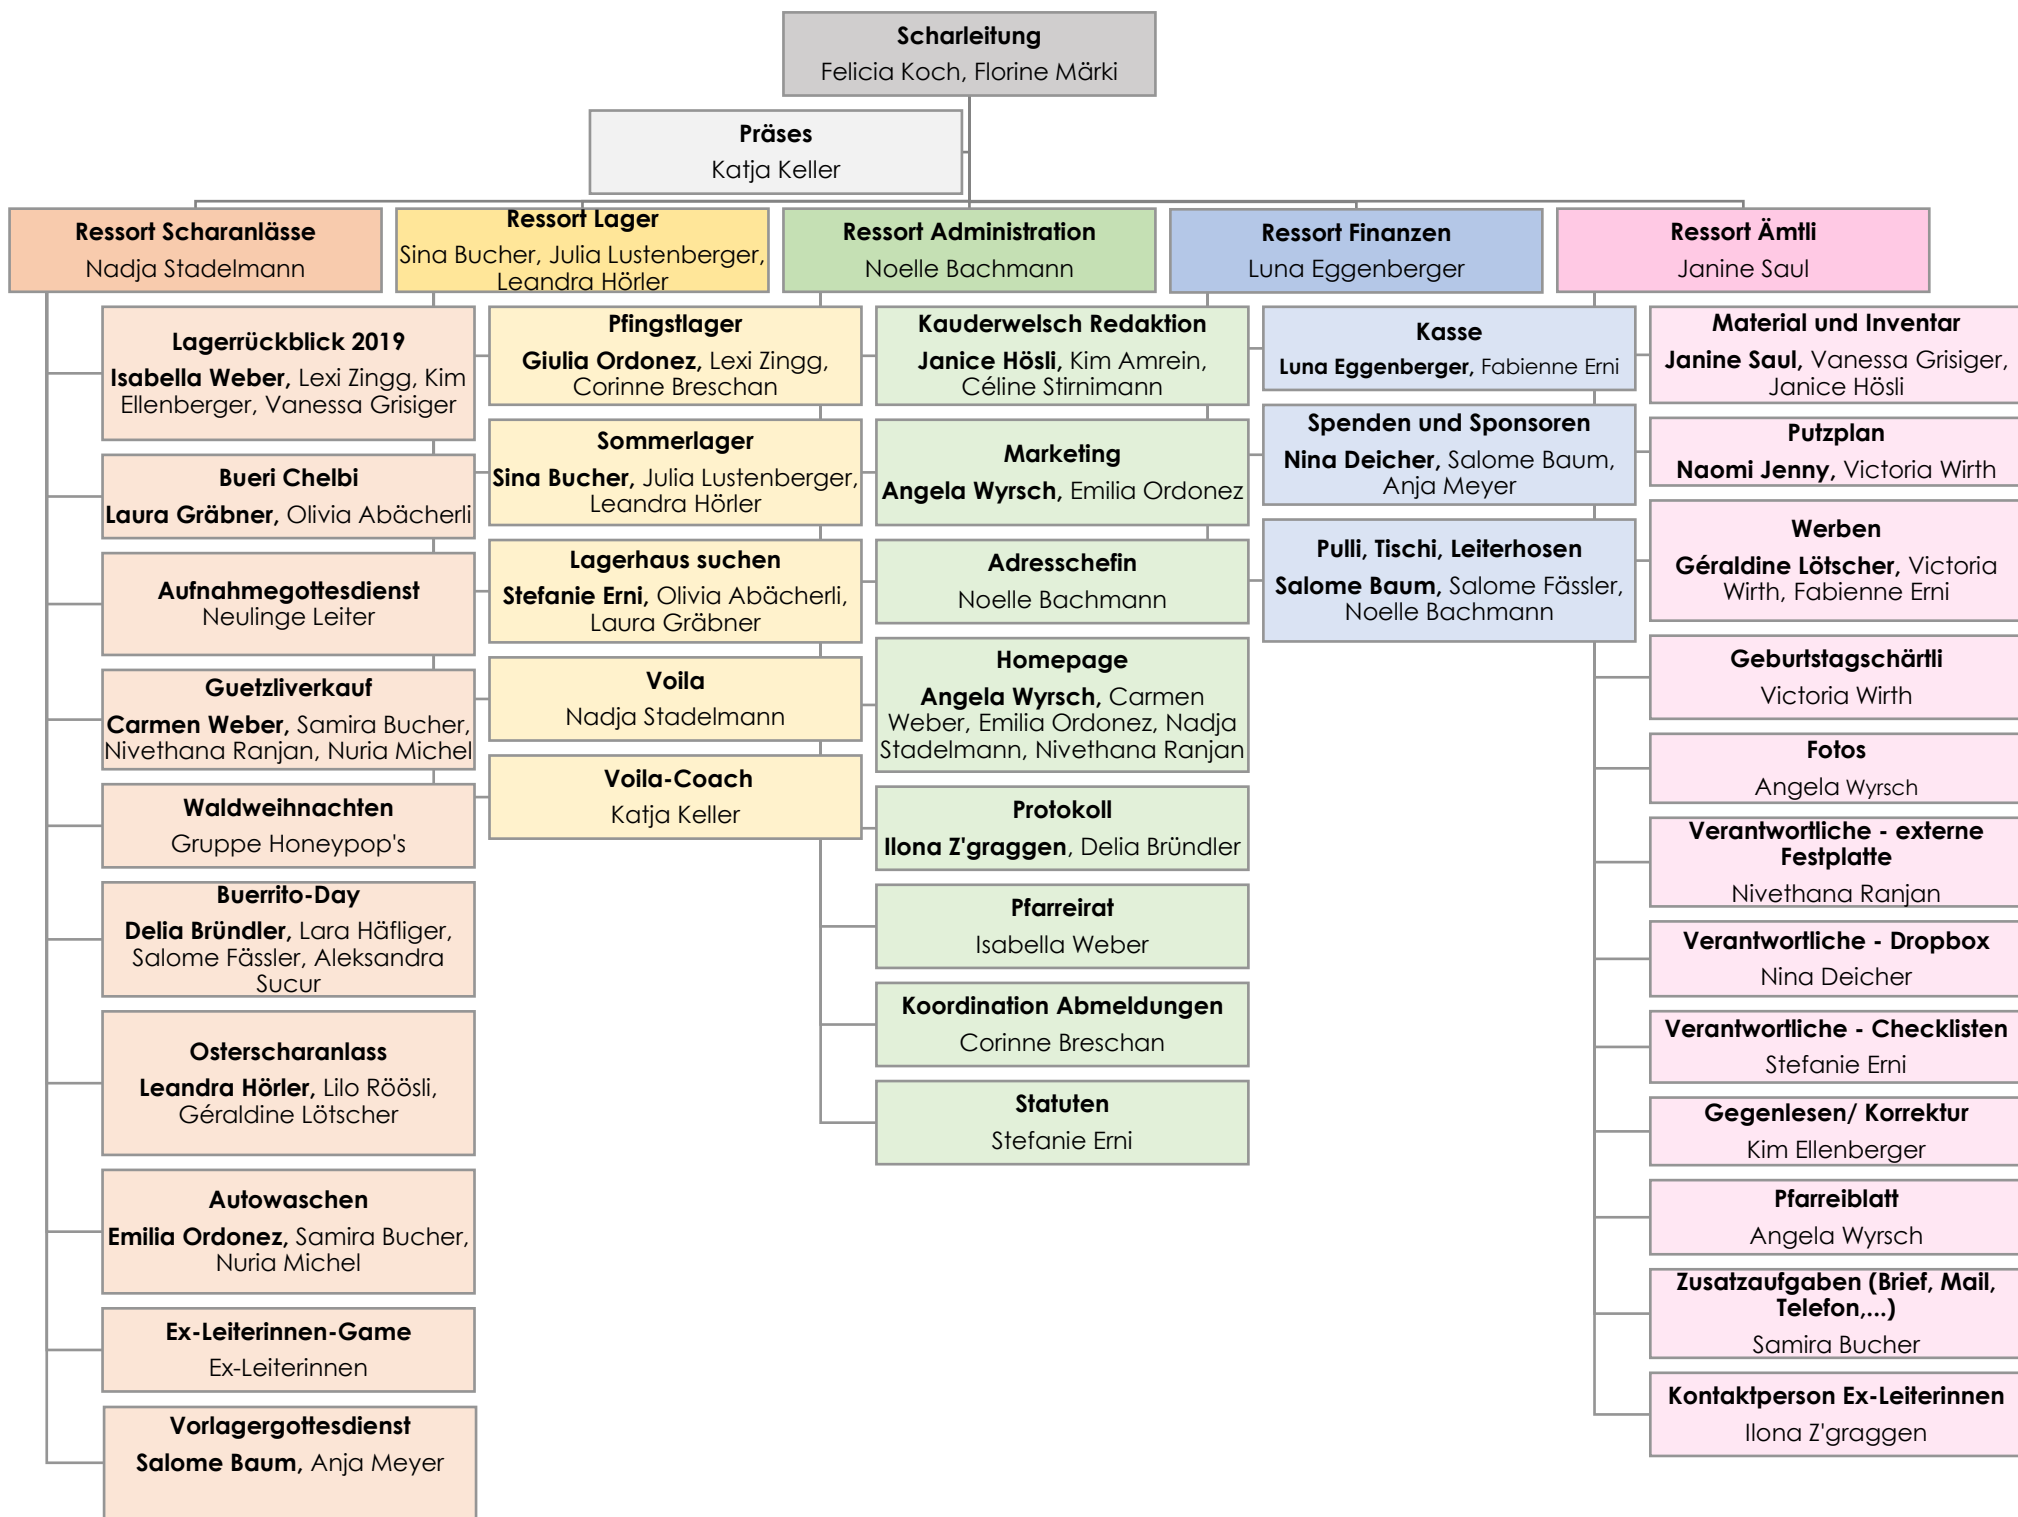 Scharleitung
Felicia Koch, Florine Märki
Präses
Katja Keller
Ressort Scharanlässe
Nadja Stadelmann
Lagerrückblick 2019
Isabella Weber, Lexi Zingg, Kim
Ellenberger, Vanessa Grisiger
Bueri Chelbi
Laura Gräbner, Olivia Abächerli
Aufnahmegottesdienst
Neulinge Leiter
Guetzliverkauf
Carmen Weber, Samira Bucher,
Nivethana Ranjan, Nuria Michel
Waldweihnachten
Gruppe Honeypop's
Buerrito-Day
Delia Bründler, Lara Häfliger,
Salome Fässler, Aleksandra
Sucur
Osterscharanlass
Leandra Hörler, Lilo Röösli,
Géraldine Lötscher
Autowaschen
Emilia Ordonez, Samira Bucher,
Nuria Michel
Ex-Leiterinnen-Game
Ex-Leiterinnen
Vorlagergottesdienst
Salome Baum, Anja Meyer
Ressort Lager
Sina Bucher, Julia Lustenberger,
Leandra Hörler
Pfingstlager
Giulia Ordonez, Lexi Zingg,
Corinne Breschan
Sommerlager
Sina Bucher, Julia Lustenberger,
Leandra Hörler
Lagerhaus suchen
Stefanie Erni, Olivia Abächerli,
Laura Gräbner
Voila
Nadja Stadelmann
Voila-Coach
Katja Keller
Ressort Administration
Noelle Bachmann
Kauderwelsch Redaktion
Janice Hösli, Kim Amrein,
Céline Stirnimann
Marketing
Angela Wyrsch, Emilia Ordonez
Adresschefin
Noelle Bachmann
Homepage
Angela Wyrsch, Carmen
Weber, Emilia Ordonez, Nadja
Stadelmann, Nivethana Ranjan
Protokoll
Ilona Z'graggen, Delia Bründler
Pfarreirat
Isabella Weber
Koordination Abmeldungen
Corinne Breschan
Statuten
Stefanie Erni
Ressort Finanzen
Luna Eggenberger
Kasse
Luna Eggenberger, Fabienne Erni
Spenden und Sponsoren
Nina Deicher, Salome Baum,
Anja Meyer
Pulli, Tischi, Leiterhosen
Salome Baum, Salome Fässler,
Noelle Bachmann
Ressort Ämtli
Janine Saul
Material und Inventar
Janine Saul, Vanessa Grisiger,
Janice Hösli
Putzplan
Naomi Jenny, Victoria Wirth
Werben
Géraldine Lötscher, Victoria
Wirth, Fabienne Erni
Geburtstagschärtli
Victoria Wirth
Fotos
Angela Wyrsch
Verantwortliche - externe
Festplatte
Nivethana Ranjan
Verantwortliche - Dropbox
Nina Deicher
Verantwortliche - Checklisten
Stefanie Erni
Gegenlesen/ Korrektur
Kim Ellenberger
Pfarreiblatt
Angela Wyrsch
Zusatzaufgaben (Brief, Mail,
Telefon,...)
Samira Bucher
Kontaktperson Ex-Leiterinnen
Ilona Z'graggen